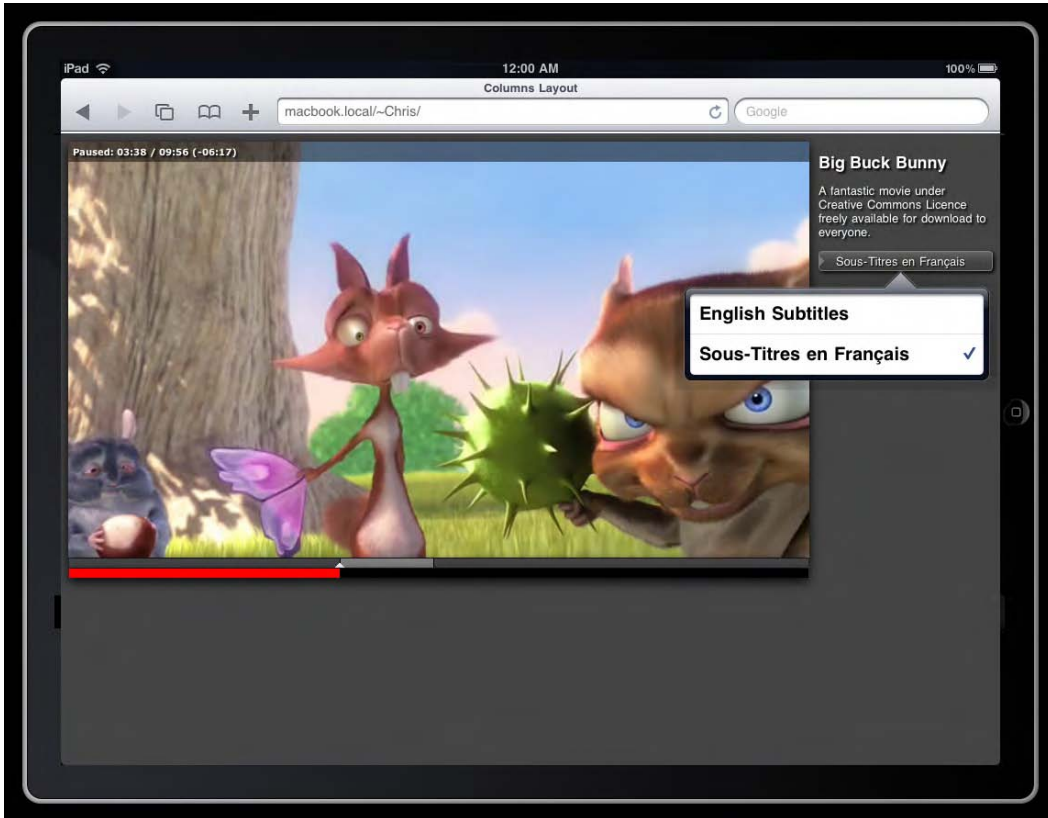 iPad
12:00 AM
100%
Columns Layout
macbook.local/~Chris/
Google
Paused: 03:38 / 09:56 (-06:17)
Big Buck Bunny
A fantastic movie under
Creative Commons Licence
freely available for download to
everyone.
Sous-Titres en Français
English Subtitles
Sous-Titres en Français